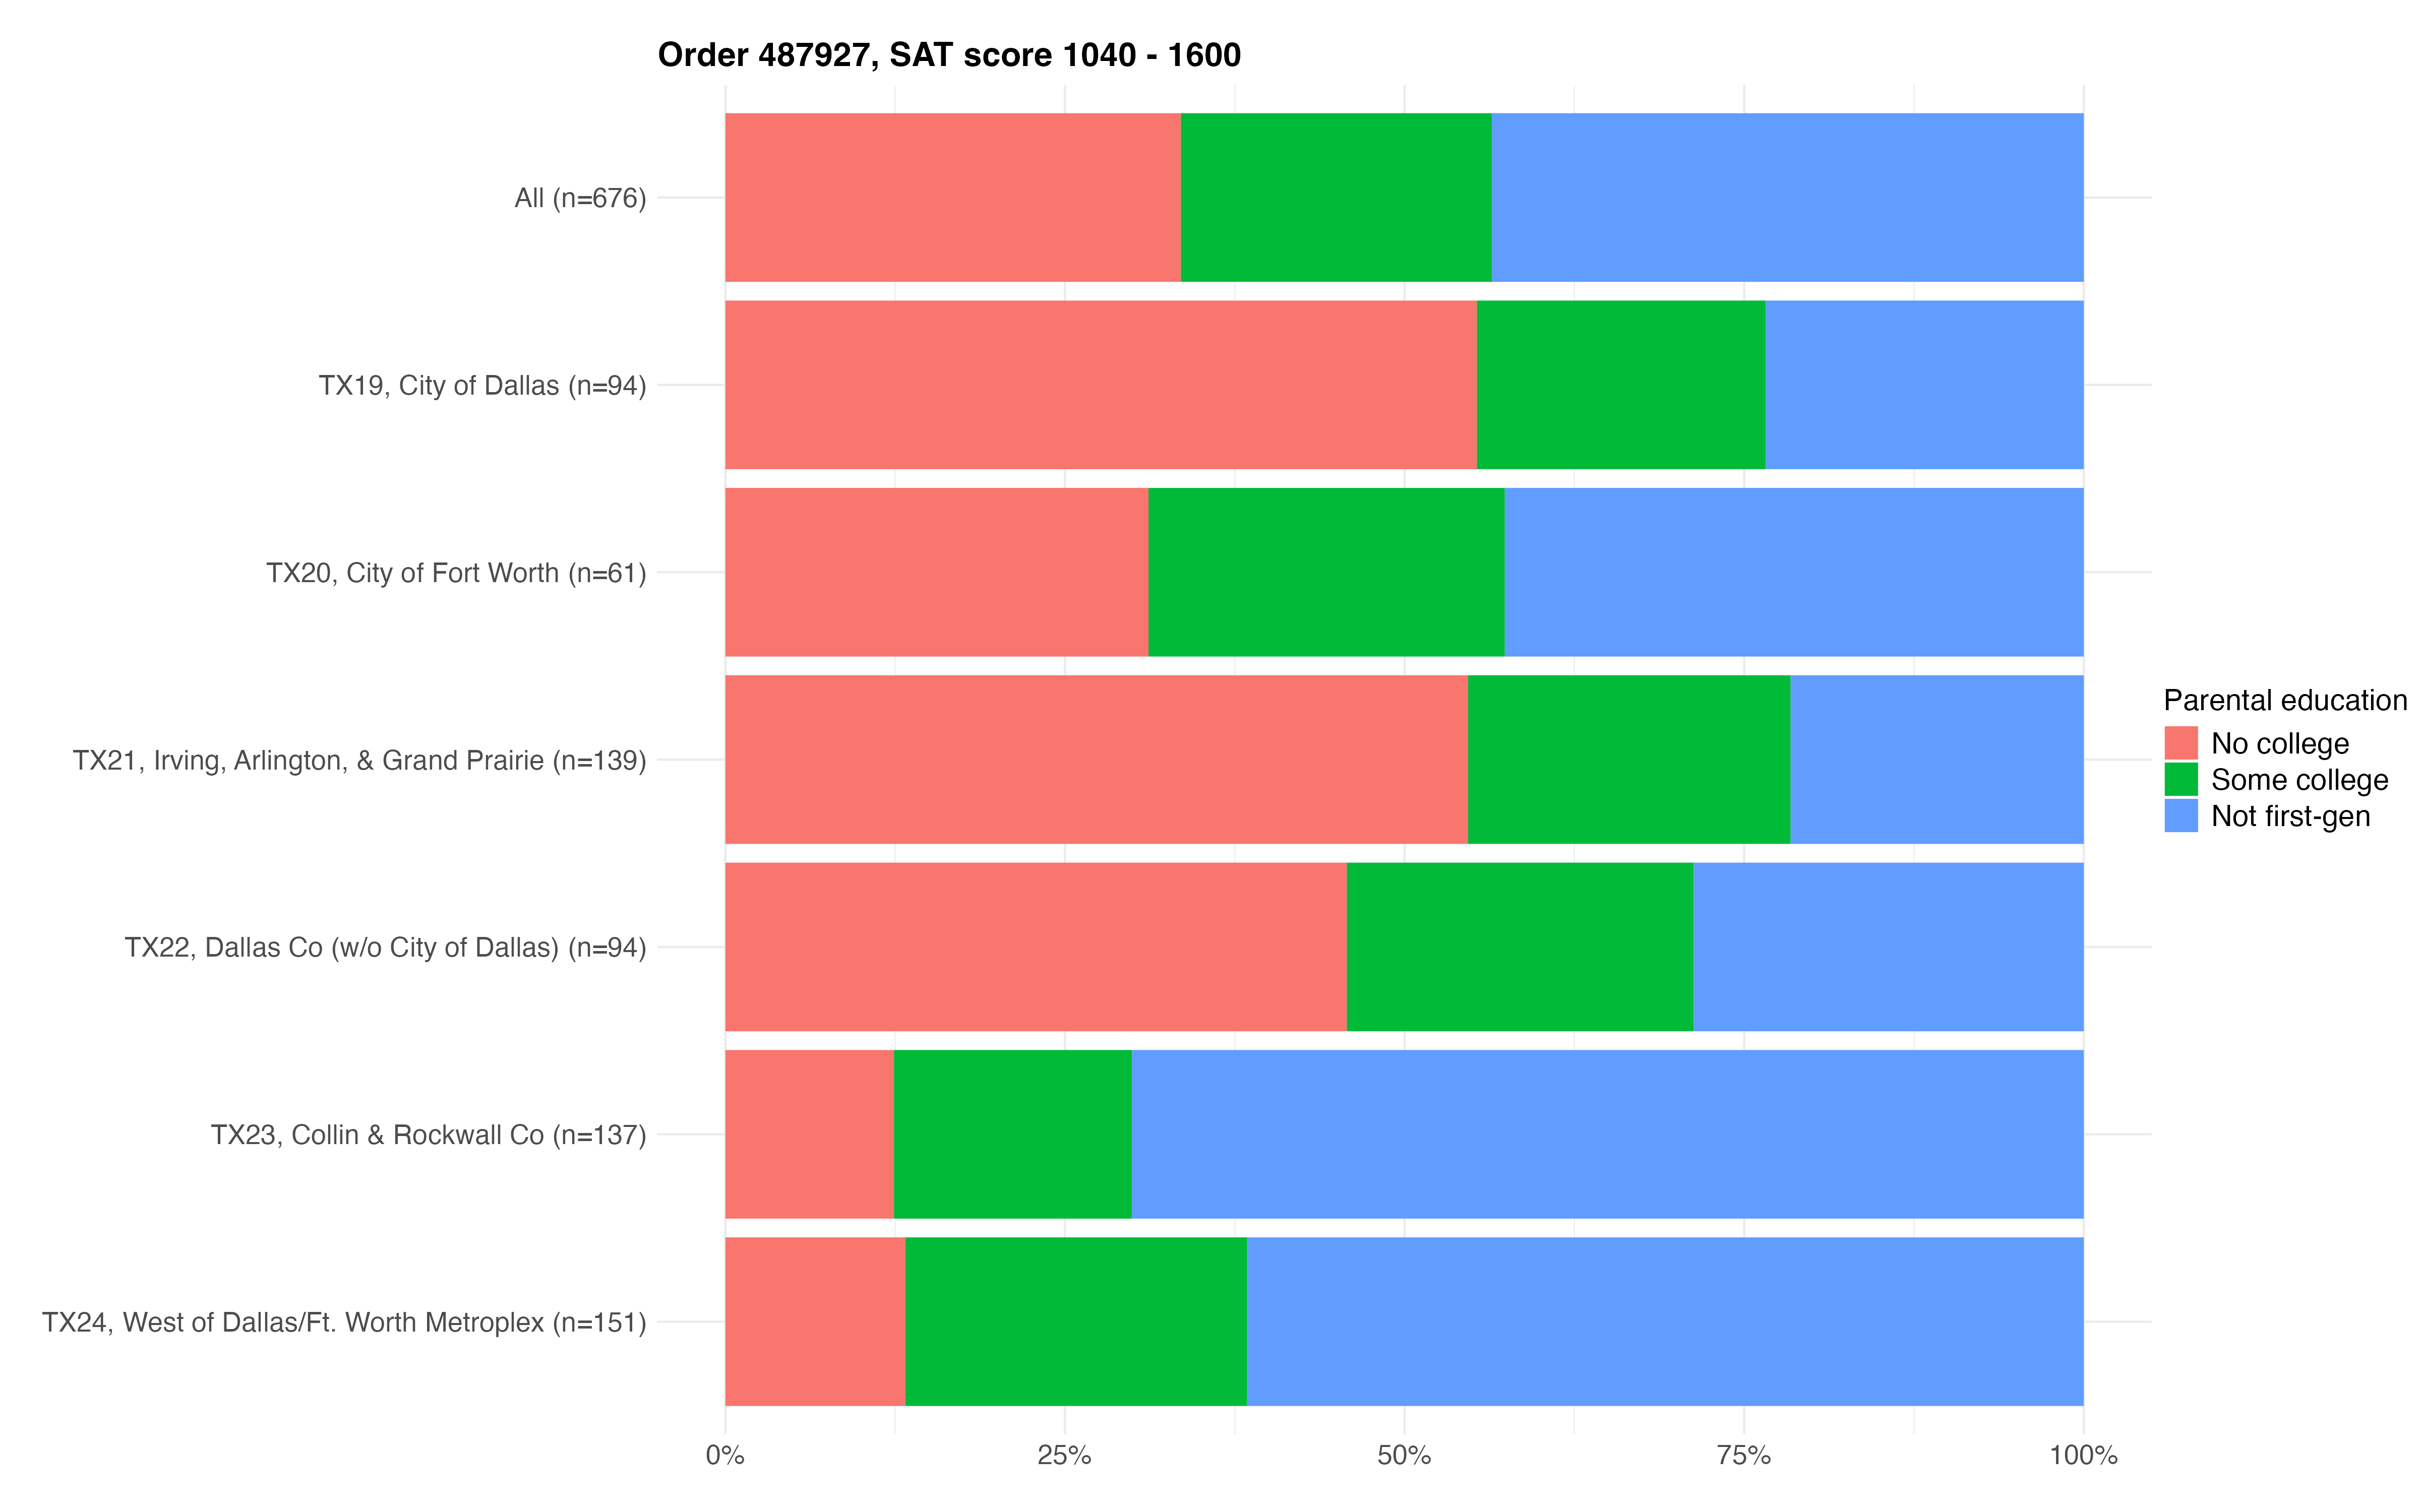 Order 487927, SAT score 1040 - 1600
All (n=676)
TX19, City of Dallas (n=94)
TX20, City of Fort Worth (n=61)
TX21, Irving, Arlington, & Grand Prairie (n=139)
TX22, Dallas Co (w/o City of Dallas) (n=94)
TX23, Collin & Rockwall Co (n=137)
TX24, West of Dallas/Ft. Worth Metroplex (n=151)
0% 25% 50% 75% 100%
Parental education
No college
Some college
Not first-gen